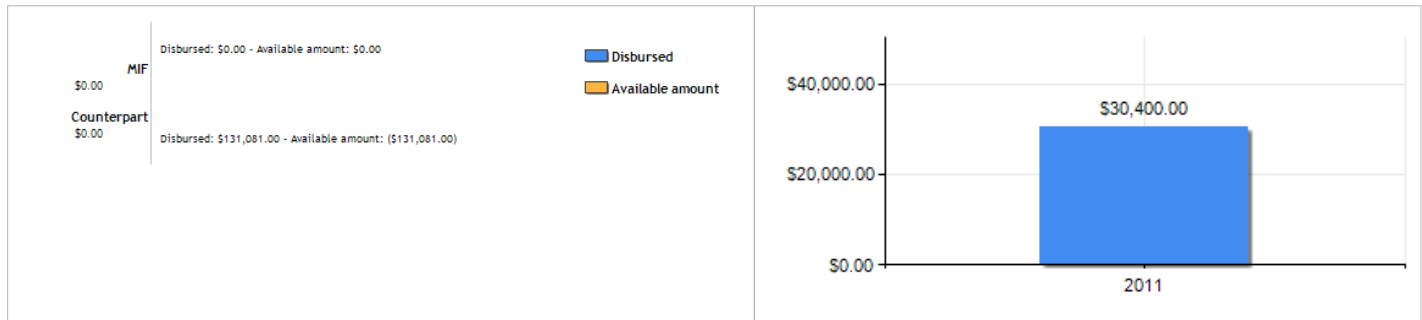 Disbursed: $0.00 - Available amount: $0.00
MIF
$0.00
Counterpart
$0.00
Disbursed: $131,081.00 - Available amount: ($131,081.00)
Disbursed
Available amount
$40,000.00
$30,400.00
$20,000.00
$0.00
2011